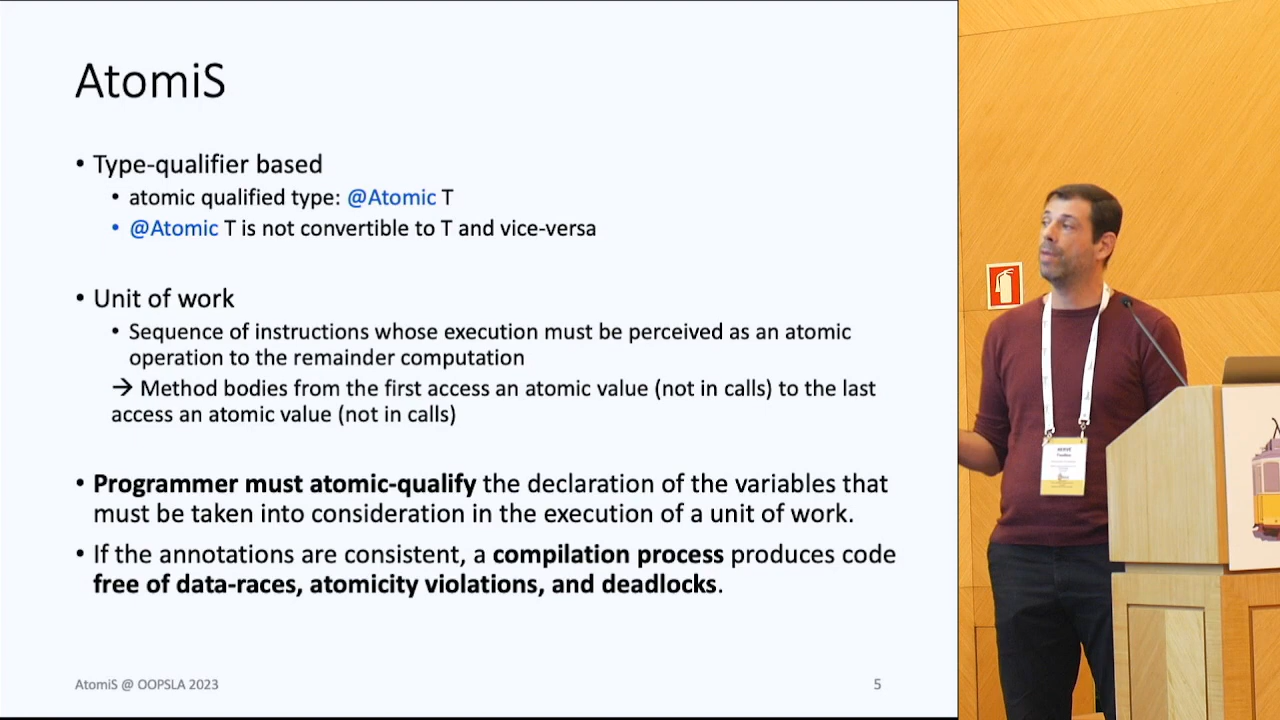 AtomiS
• Type-qualifier based
• atomic qualified type: @Atomic T
• @Atomic T is not convertible to T and vice-versa
• Unit of work
• Sequence of instructions whose execution must be perceived as an atomic
operation to the remainder computation
→ Method bodies from the first access an atomic value (not in calls) to the last
access an atomic value (not in calls)
• Programmer must atomic-qualify the declaration of the variables that
must be taken into consideration in the execution of a unit of work.
• If the annotations are consistent, a compilation process produces code
free of data-races, atomicity violations, and deadlocks.
AtomiS @ OOPSLA 2023
5